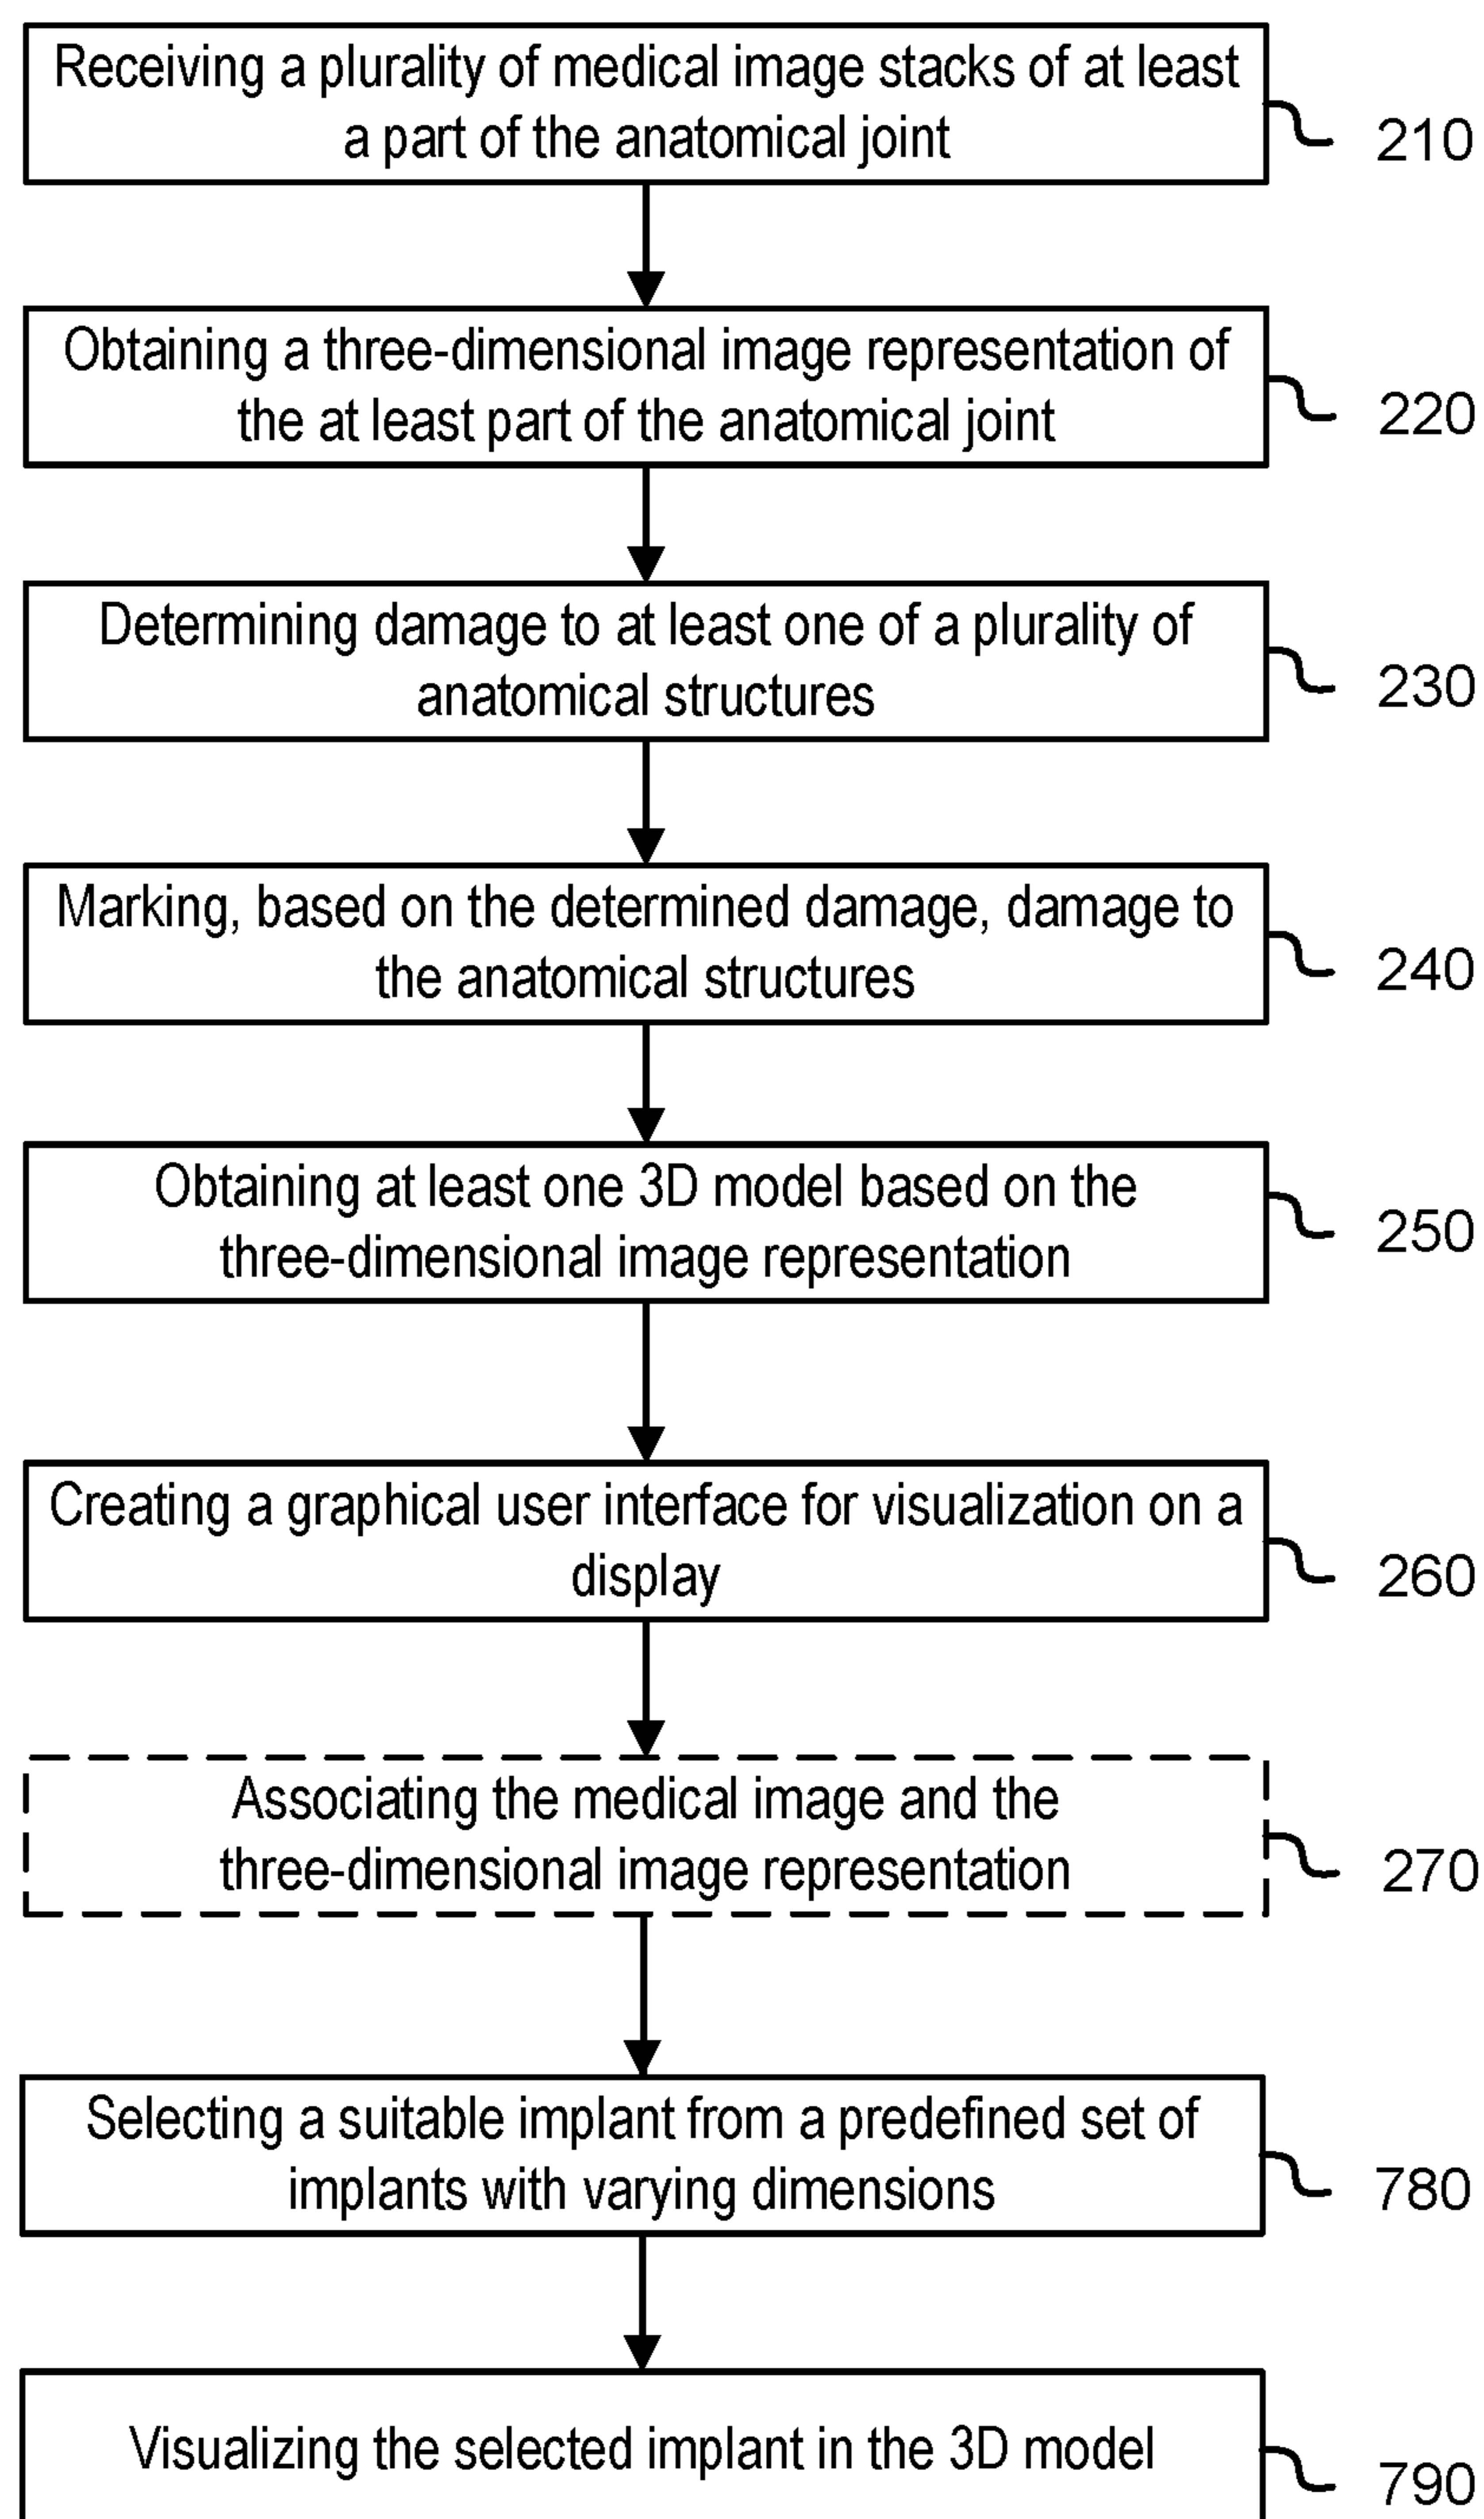 Receiving a plurality of medical image stacks of at least
a part of the anatomical joint
210
Obtaining a three-dimensional image representation of
the at least part of the anatomical joint
220
Determining damage to at least one of a plurality of
anatomical structures
230
Marking, based on the determined damage, damage to
the anatomical structures
240
Obtaining at least one 3D model based on the
three-dimensional image representation
250
Creating a graphical user interface for visualization on a
display
260
Associating the medical image and the
three-dimensional image representation
270
Selecting a suitable implant from a predefined set of
implants with varying dimensions
780
Visualizing the selected implant in the 3D model
790